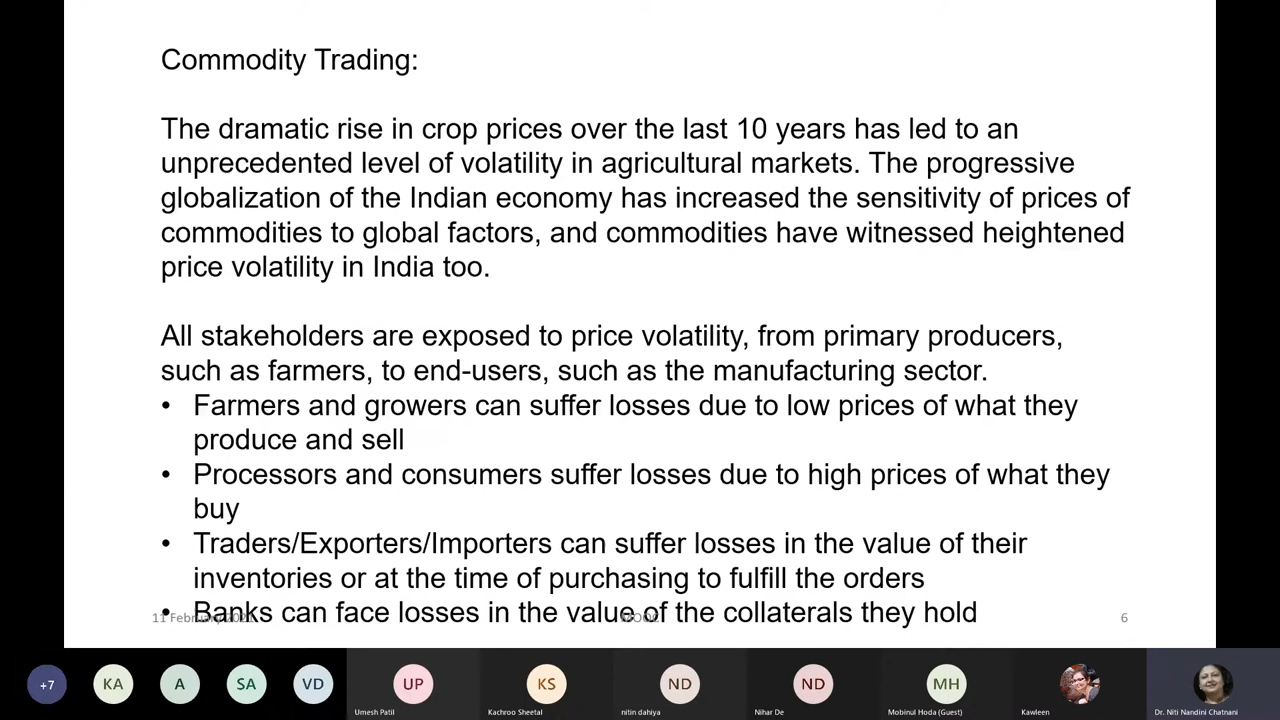 Commodity Trading:
The dramatic rise in crop prices over the last 10 years has led to an
unprecedented level of volatility in agricultural markets. The progressive
globalization of the Indian economy has increased the sensitivity of prices of
commodities to global factors, and commodities have witnessed heightened
price volatility in India too.
All stakeholders are exposed to price volatility, from primary producers,
such as farmers, to end-users, such as the manufacturing sector.
• Farmers and growers can suffer losses due to low prices of what they
produce and sell
• Processors and consumers suffer losses due to high prices of what they
buy
• Traders/Exporters/Importers can suffer losses in the value of their
inventories or at the time of purchasing to fulfill the orders
• Banks can face losses in the value of the collaterals they hold
11 February 2021 MOOC 6
+7 KA A SA VD UP KS ND ND MH
Umesh Patil Kachroo Sheetal nitin dahiya Nihar De Mobinul Hoda (Guest) Kawleen Dr. Niti Nandini Chatnani